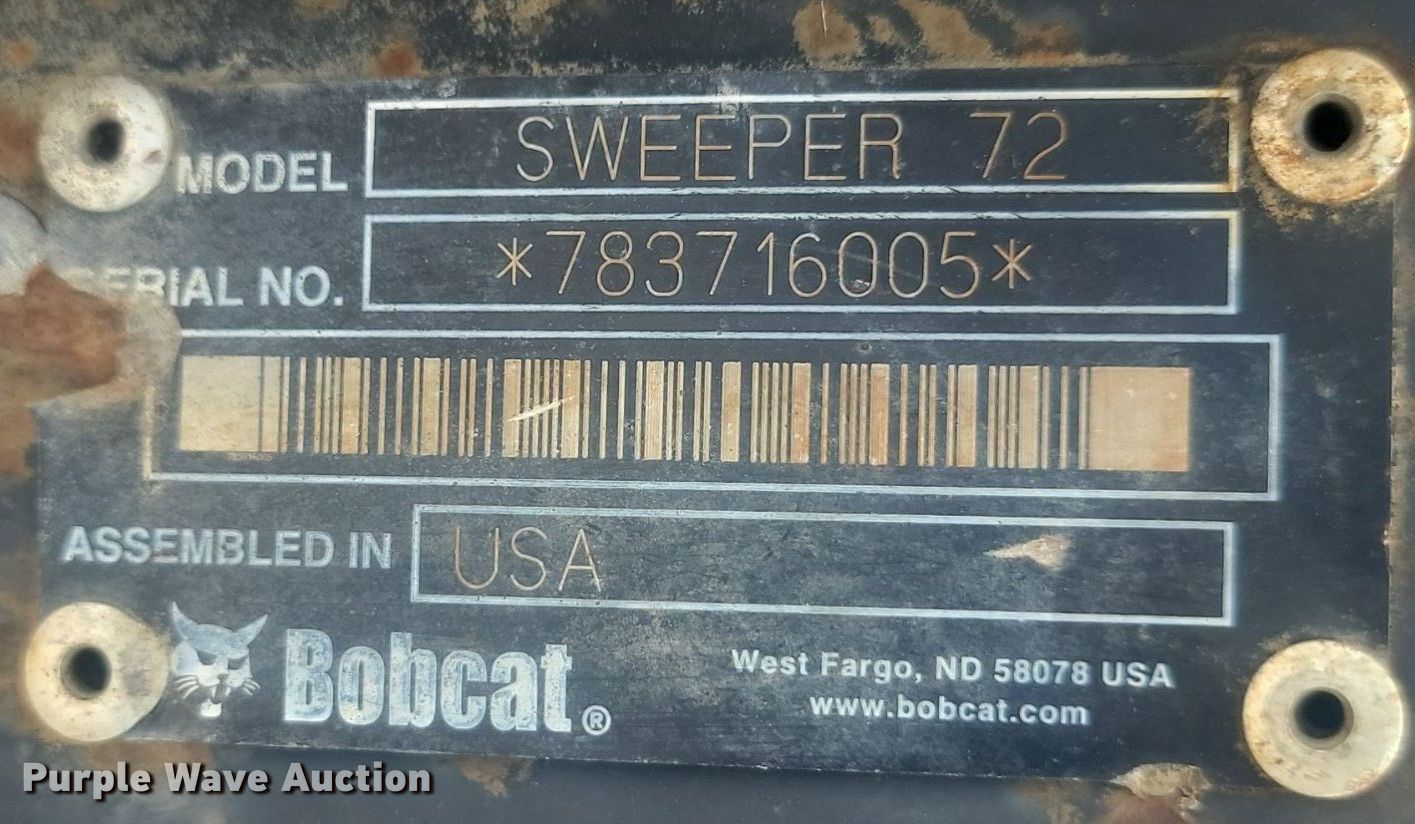 MODEL SWEEPER 72
SERIAL NO. *783716005*
ASSEMBLED IN USA
Bobcat®
West Fargo, ND 58078 USA
www.bobcat.com
Purple Wave Auction